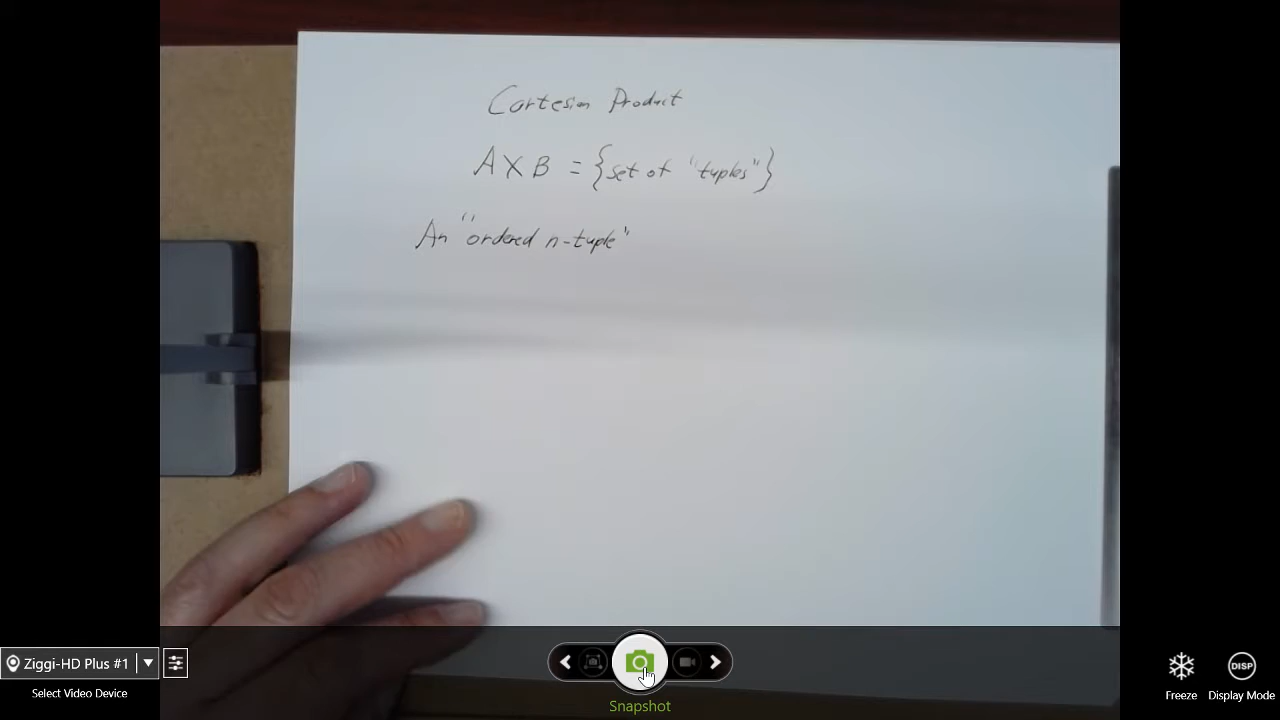 Cartesian Product
A X B = {set of "tuples"}
An "ordered n-tuple"
Ziggi-HD Plus #1
Select Video Device
Snapshot
Freeze
DISP
Display Mode